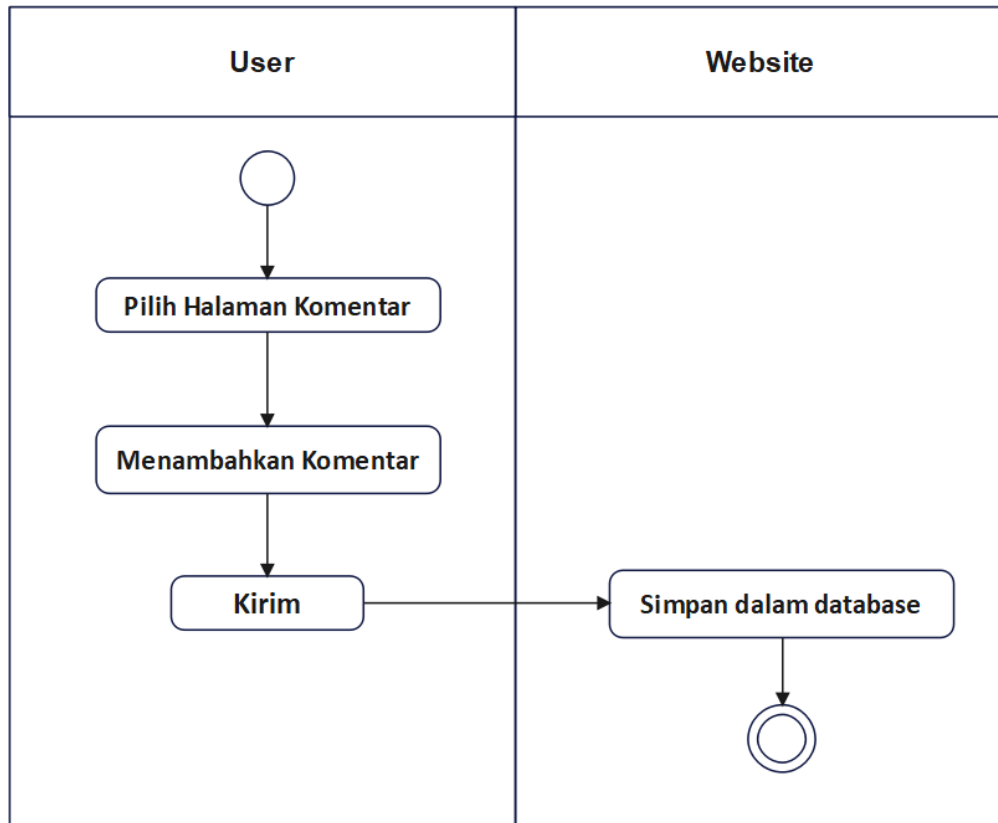 User
Website
Pilih Halaman Komentar
Menambahkan Komentar
Kirim
Simpan dalam database